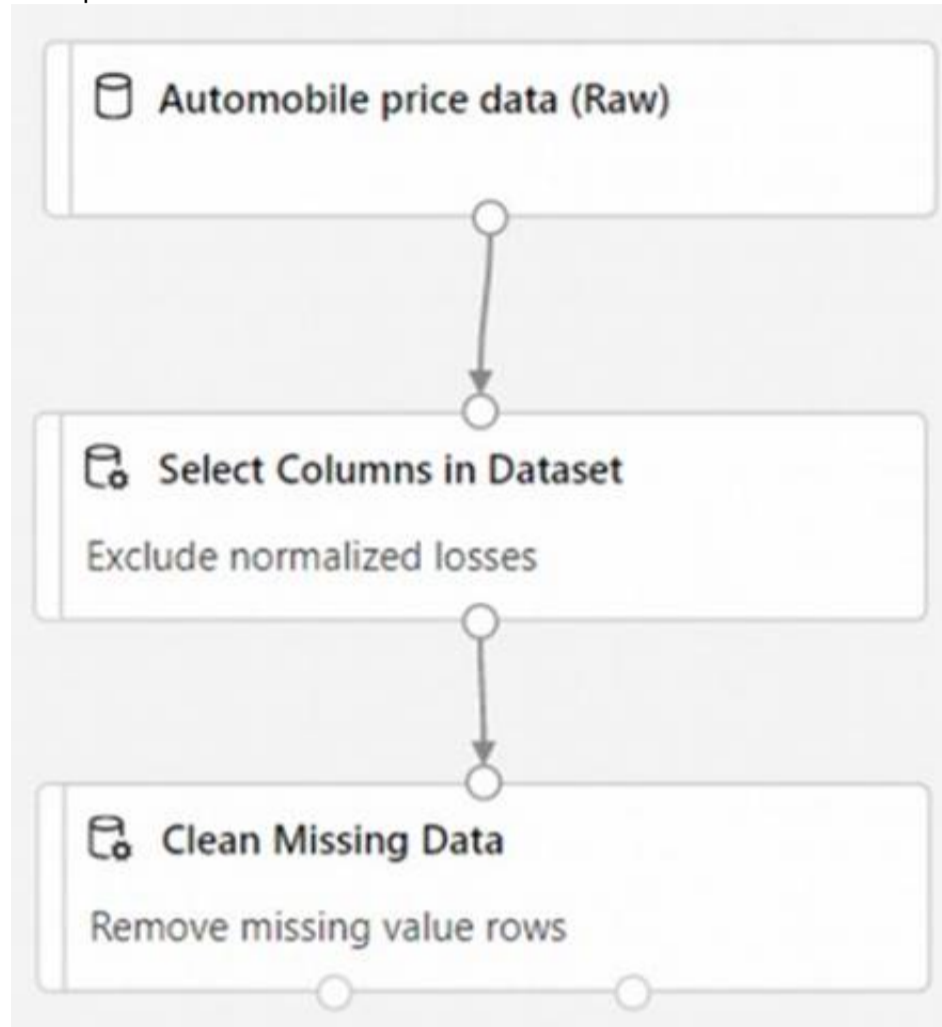 Automobile price data (Raw)
Select Columns in Dataset
Exclude normalized losses
Clean Missing Data
Remove missing value rows